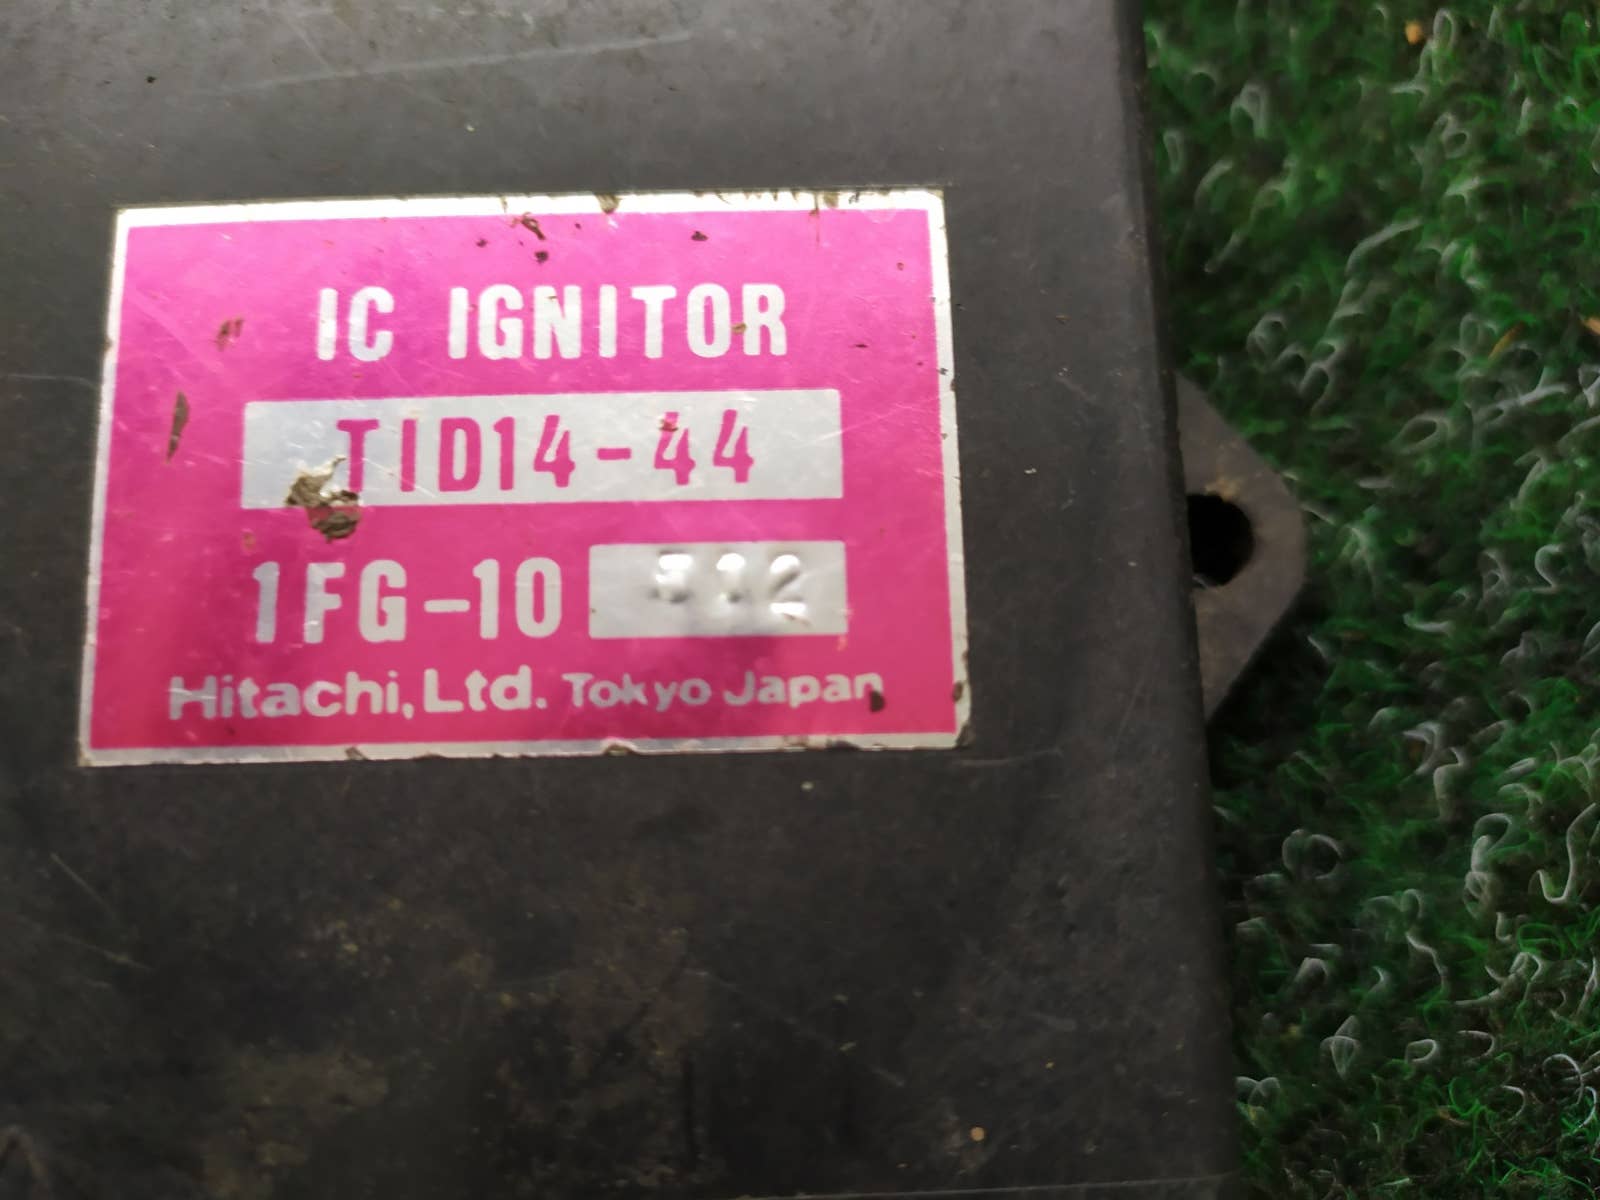 IC IGNITOR
TID14-44
1FG-10
Hitachi, Ltd. Tokyo Japan